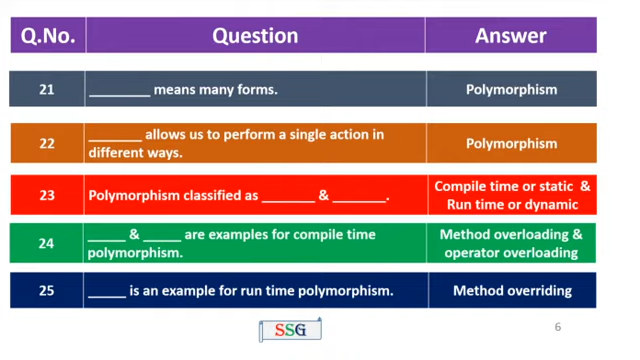 Q.No. Question Answer
21 ________ means many forms. Polymorphism
22 _______ allows us to perform a single action in different ways. Polymorphism
23 Polymorphism classified as _______ & _______. Compile time or static & Run time or dynamic
24 _____ & _____ are examples for compile time polymorphism. Method overloading & operator overloading
25 _____ is an example for run time polymorphism. Method overriding
SSG
6